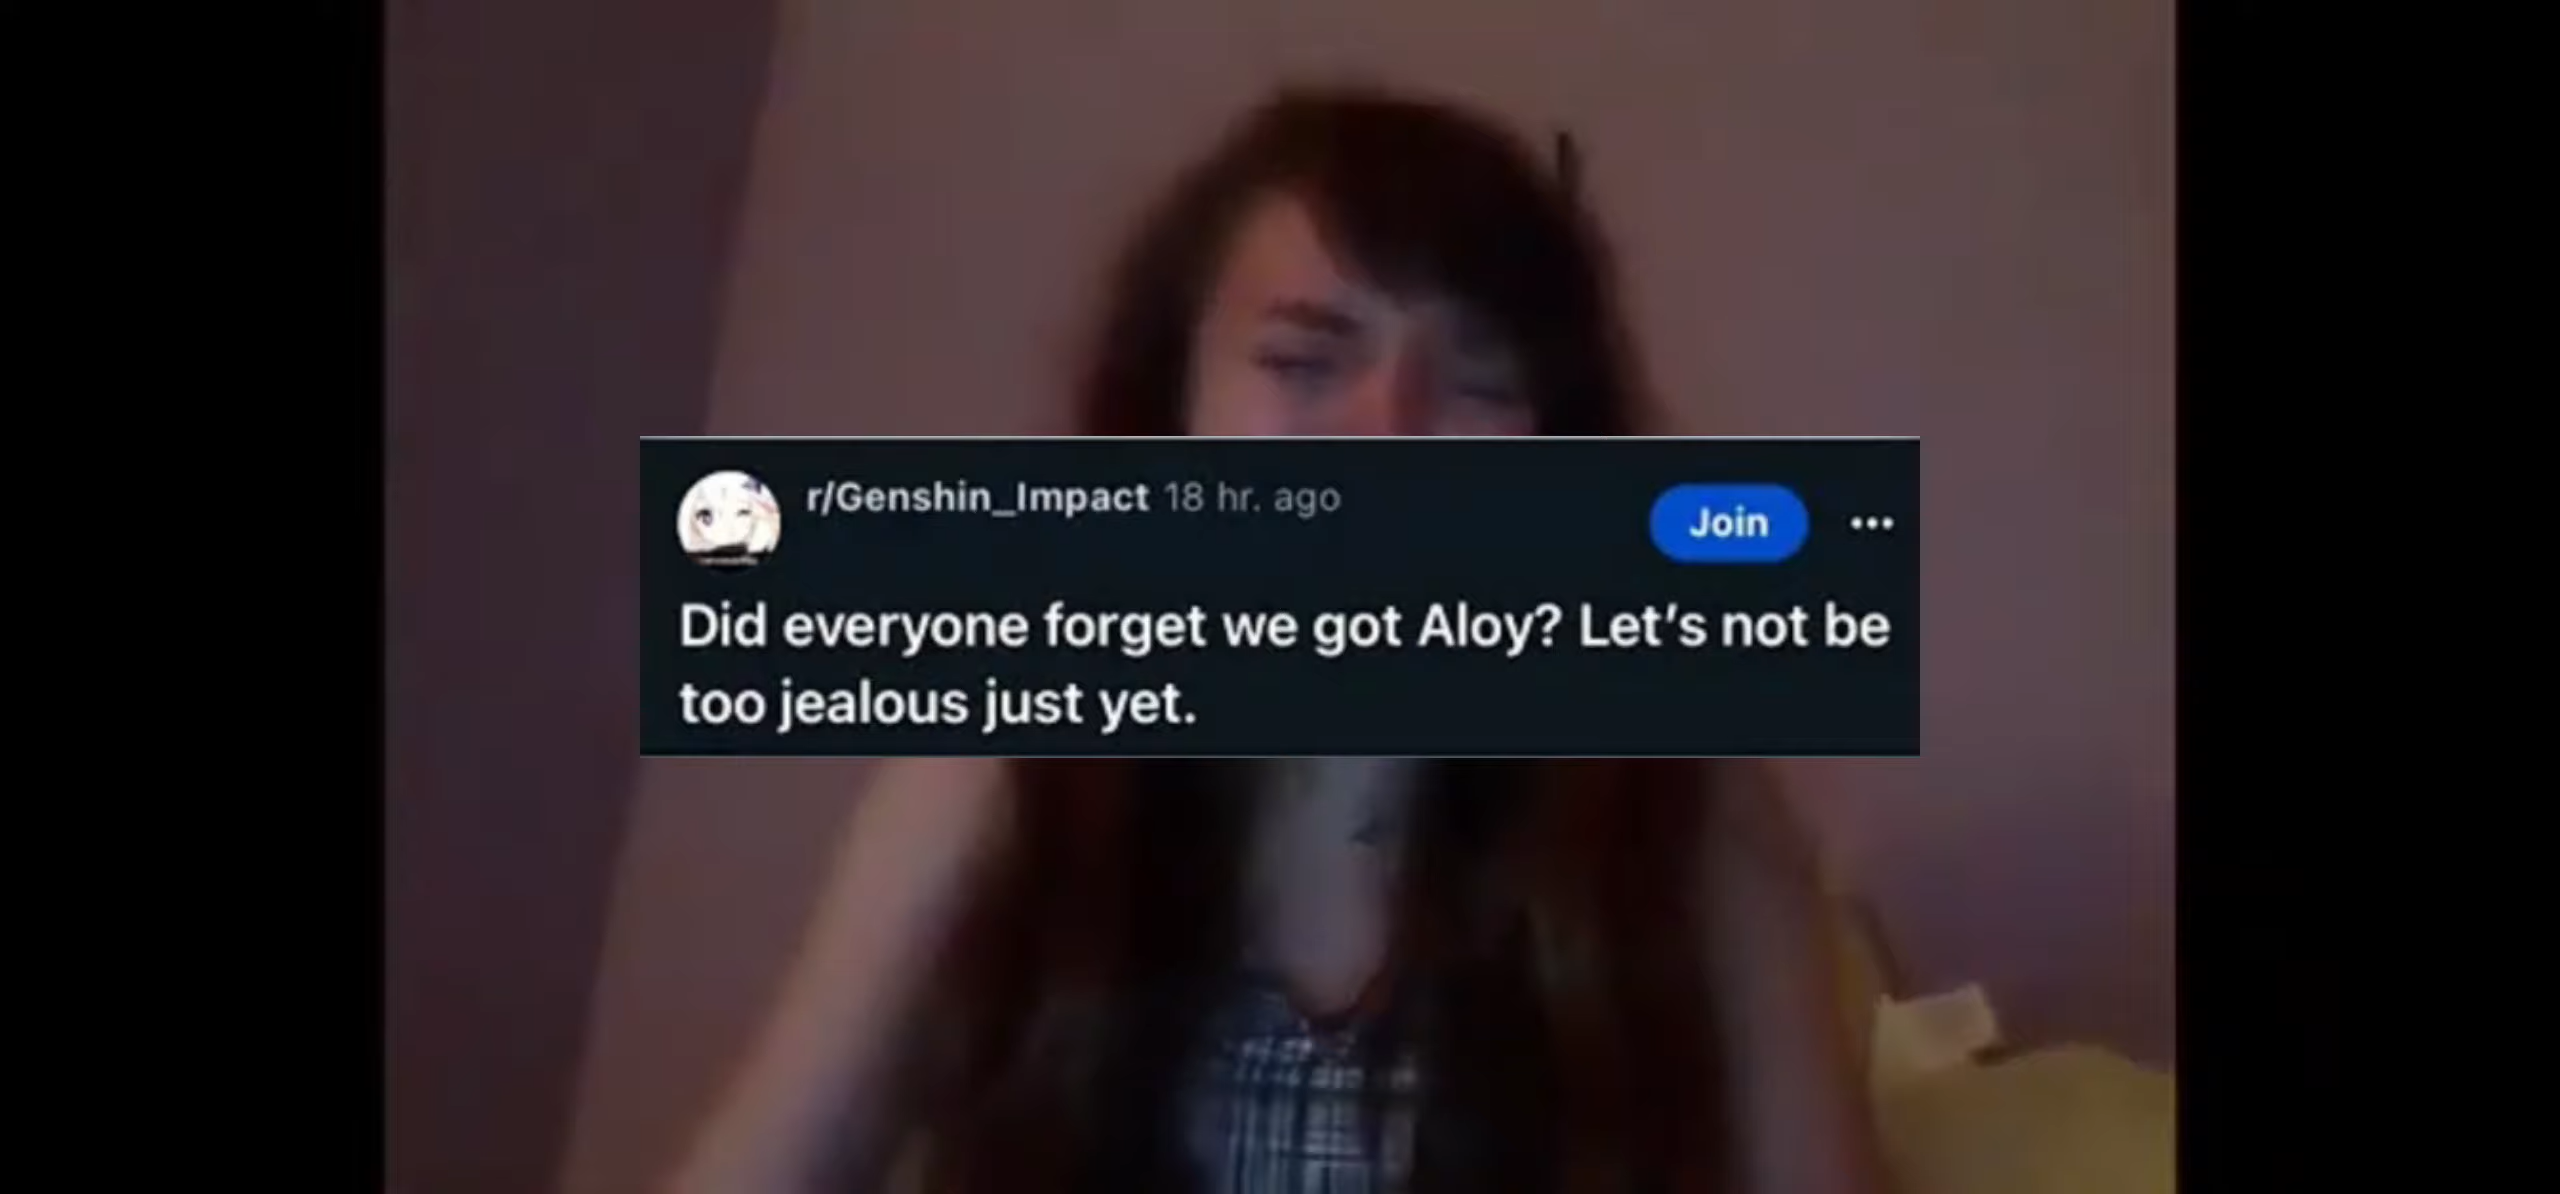 r/Genshin_Impact 18 hr. ago
Join
Did everyone forget we got Aloy? Let’s not be
too jealous just yet.